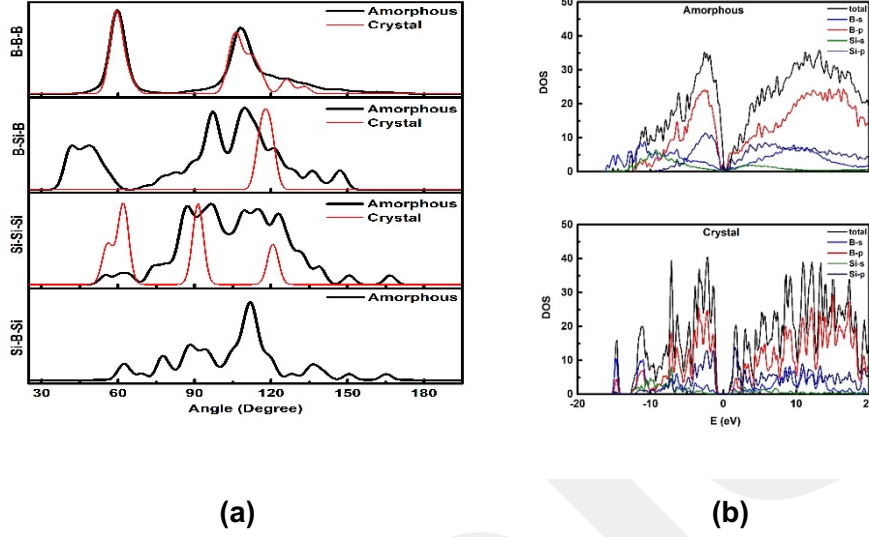 B-B-B
Amorphous
Crystal
B-Si-B
Amorphous
Crystal
Si-Si-Si
Amorphous
Crystal
Si-B-Si
Amorphous
30 60 90 120 150 180
Angle (Degree)
(a)
Amorphous
DOS
50
40
30
20
10
0
total
B-s
B-p
Si-s
Si-p
Crystal
DOS
50
40
30
20
10
0
total
B-s
B-p
Si-s
Si-p
-20 -10 0 10 2
E (eV)
(b)